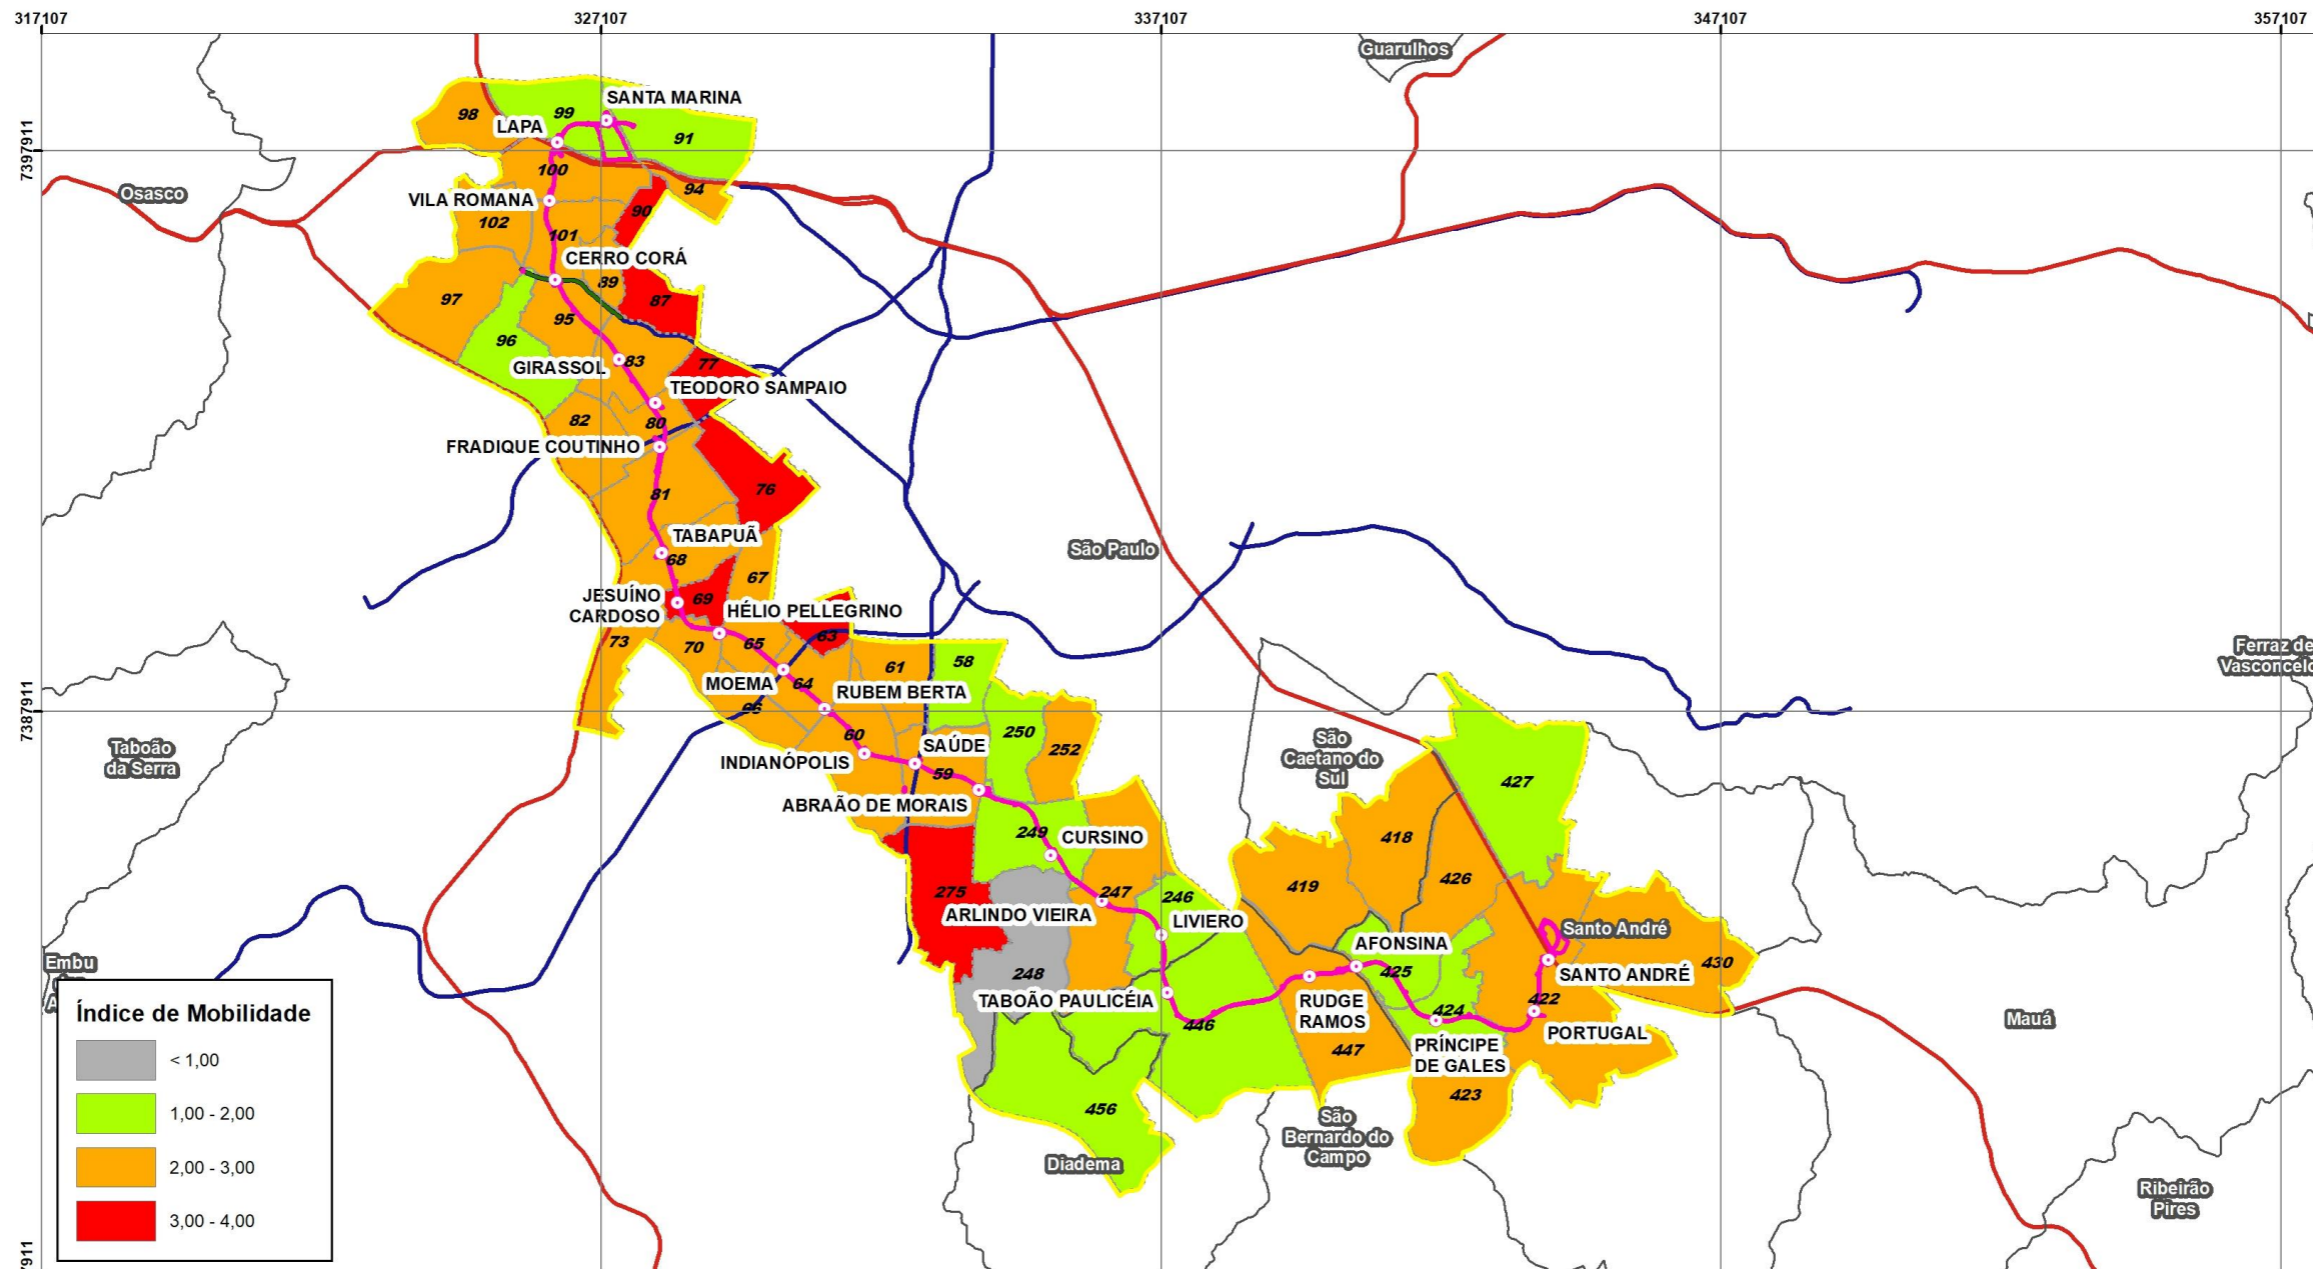 317107
327107
337107
347107
357107
Guarulhos
SANTA MARINA
98
99
LAPA
91
7397911
100
94
Osasco
VILA ROMANA
90
102
101
CERRO CORÁ
89
97
87
95
96
83
77
GIRASSOL
TEODORO SAMPAIO
82
80
FRADIQUE COUTINHO
81
76
TABAPUÃ
São Paulo
68
67
JESUÍNO
CARDOSO
69
HÉLIO PELLEGRINO
73
70
65
63
61
58
Ferraz de
Vasconcelo
MOEMA
64
RUBEM BERTA
66
7387911
60
250
252
SAÚDE
INDIANÓPOLIS
59
Taboão
da Serra
São
Caetano do
Sul
427
ABRAÃO DE MORAIS
249
CURSINO
418
275
247
246
419
426
ARLINDO VIEIRA
LIVIERO
Santo André
AFONSINA
Embu
248
425
SANTO ANDRÉ
430
TABOÃO PAULICÉIA
RUDGE
RAMOS
422
424
446
PORTUGAL
Mauá
447
PRÍNCIPE
DE GALES
423
456
São
Bernardo do
Campo
Diadema
Ribeirão
Pires
7911
Índice de Mobilidade
< 1,00
1,00 - 2,00
2,00 - 3,00
3,00 - 4,00